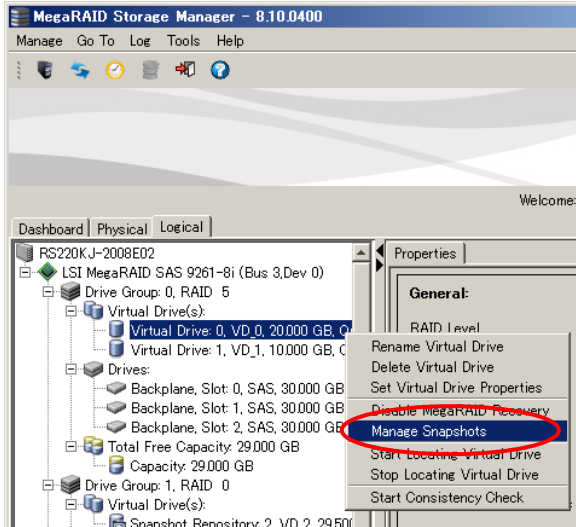 MegaRAID Storage Manager - 8.10.0400
Manage Go To Log Tools Help
Welcome:
Dashboard Physical Logical
RS220KJ-2008E02
LSI MegaRAID SAS 9261-8i (Bus 3,Dev 0)
Drive Group: 0, RAID 5
Virtual Drive(s):
Virtual Drive: 0, VD_0, 20.000 GB, O
Virtual Drive: 1, VD_1, 10.000 GB, O
Drives:
Backplane, Slot: 0, SAS, 30.000 GB
Backplane, Slot: 1, SAS, 30.000 GB
Backplane, Slot: 2, SAS, 30.000 GB
Total Free Capacity: 29.000 GB
Capacity: 29.000 GB
Drive Group: 1, RAID 0
Virtual Drive(s):
Snapshot Repository: 2, VD_2, 29.500
Properties
General:
RAID Level
Rename Virtual Drive
Delete Virtual Drive
Set Virtual Drive Properties
Disable MegaRAID Recovery
Manage Snapshots
Start Locating Virtual Drive
Stop Locating Virtual Drive
Start Consistency Check